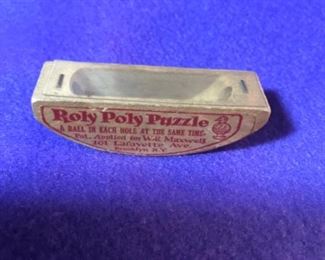 Roly Poly Puzzle
A BALL IN EACH HOLE AT THE SAME TIME
Pat. Applied for W.R. Maxwell
101 Lafayette Ave.
Brooklyn N.Y.